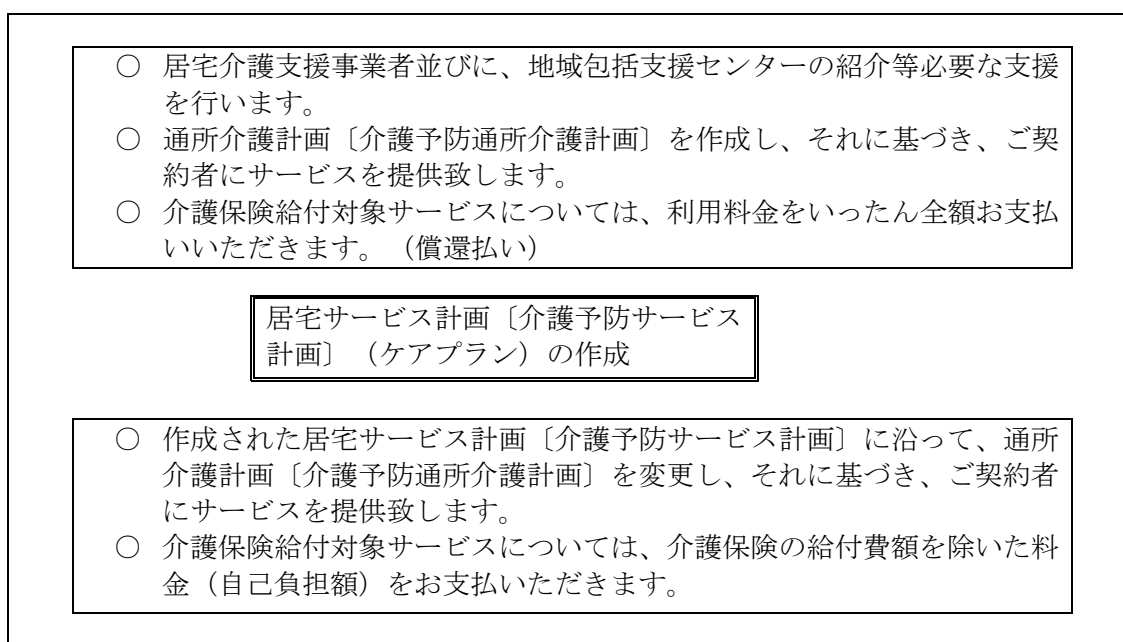 ○ 居宅介護支援事業者並びに、地域包括支援センターの紹介等必要な支援
を行います。
○ 通所介護計画〔介護予防通所介護計画〕を作成し、それに基づき、ご契
約者にサービスを提供致します。
○ 介護保険給付対象サービスについては、利用料金をいったん全額お支払
いいただきます。（償還払い）
居宅サービス計画〔介護予防サービス
計画〕（ケアプラン）の作成
○ 作成された居宅サービス計画〔介護予防サービス計画〕に沿って、通所
介護計画〔介護予防通所介護計画〕を変更し、それに基づき、ご契約者
にサービスを提供致します。
○ 介護保険給付対象サービスについては、介護保険の給付費額を除いた料
金（自己負担額）をお支払いただきます。